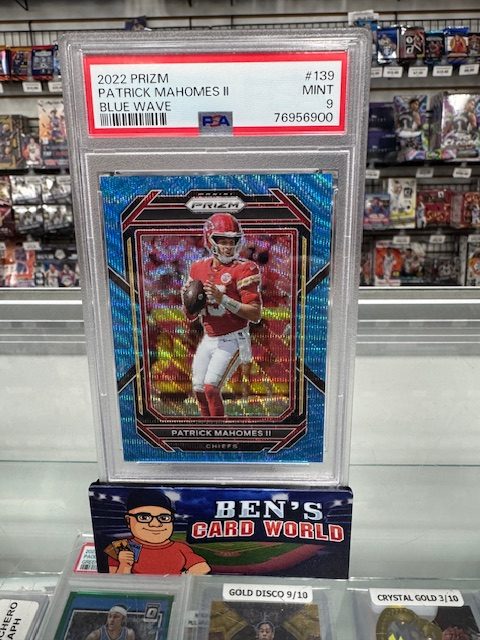 2022 PRIZM #139
PATRICK MAHOMES II MINT
BLUE WAVE 9
PSA 76956900
PANINI
PRIZM
PATRICK MAHOMES II
CHIEFS
BEN'S
CARD WORLD
GOLD DISCO 9/10
CRYSTAL GOLD 3/10